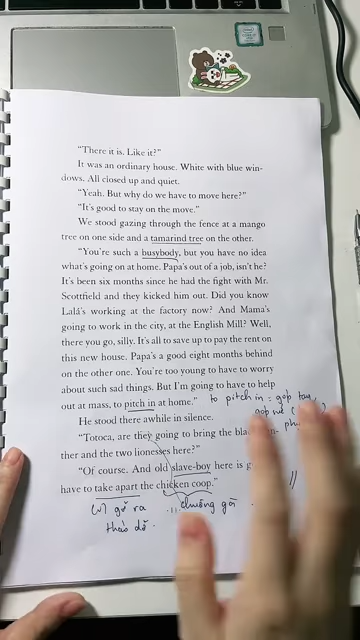 "There it is. Like it?"
It was an ordinary house. White with blue win-
dows. All closed up and quiet.
"Yeah. But why do we have to move here?"
"It's good to stay on the move."
We stood gazing through the fence at a mango
tree on one side and a tamarind tree on the other.
"You're such a busybody, but you have no idea
what's going on at home. Papa's out of a job, isn't he?
It's been six months since he had the fight with Mr.
Scottfield and they kicked him out. Did you know
Lalá's working at the factory now? And Mama's
going to work in the city, at the English Mill? Well,
there you go, silly. It's all to save up to pay the rent on
this new house. Papa's a good eight months behind
on the other one. You're too young to have to worry
about such sad things. But I'm going to have to help
out at mass, to pitch in at home." to pitch in: góp tay,
góp
He stood there awhile in silence.
"Totoca, are they going to bring the
ther and the two lionesses here?"
"Of course. And old slave-boy here is
have to take apart the chicken coop."
(v) gỡ ra chuồng gà
tháo dỡ.